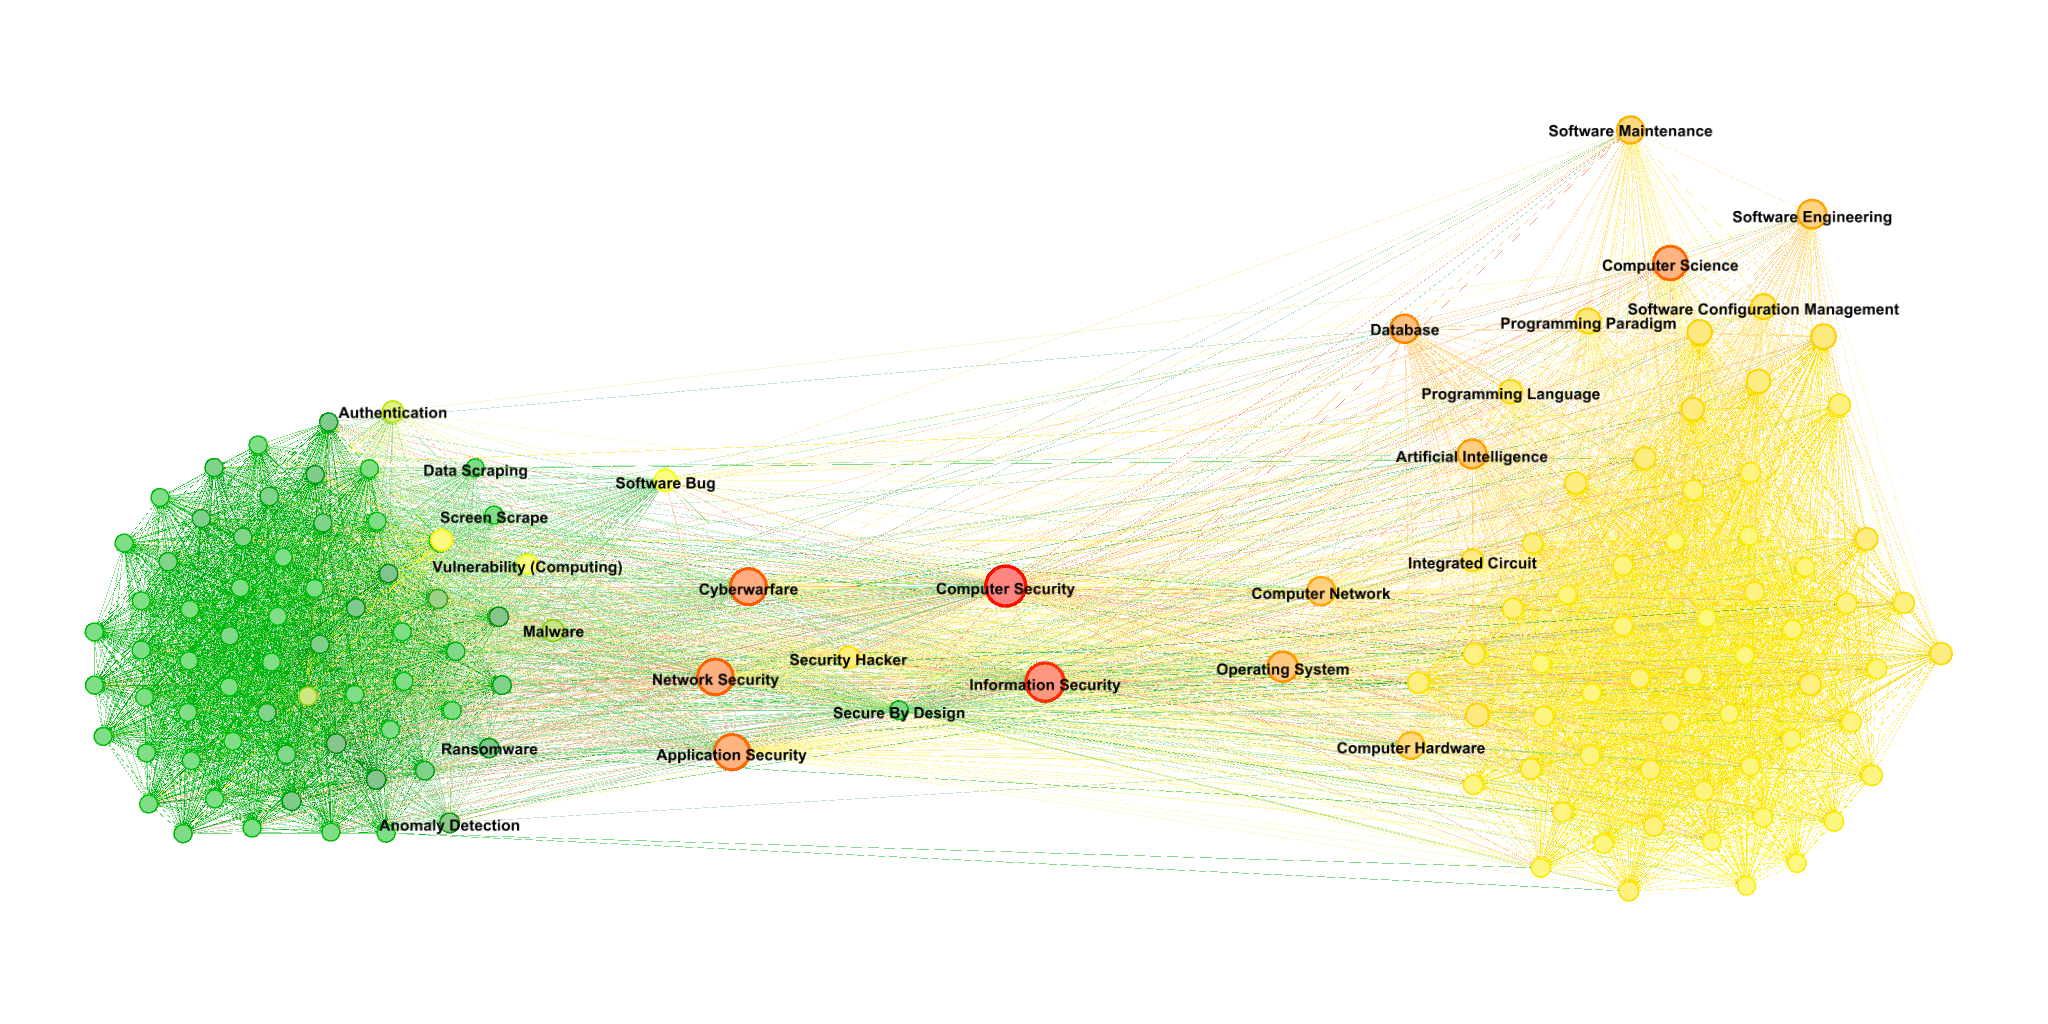 Software Maintenance
Software Engineering
Computer Science
Software Configuration Management
Programming Paradigm
Database
Programming Language
Authentication
Artificial Intelligence
Data Scraping
Software Bug
Screen Scrape
Integrated Circuit
Vulnerability (Computing)
Cyberwarfare
Computer Security
Computer Network
Malware
Security Hacker
Operating System
Network Security
Information Security
Secure By Design
Ransomware
Computer Hardware
Application Security
Anomaly Detection